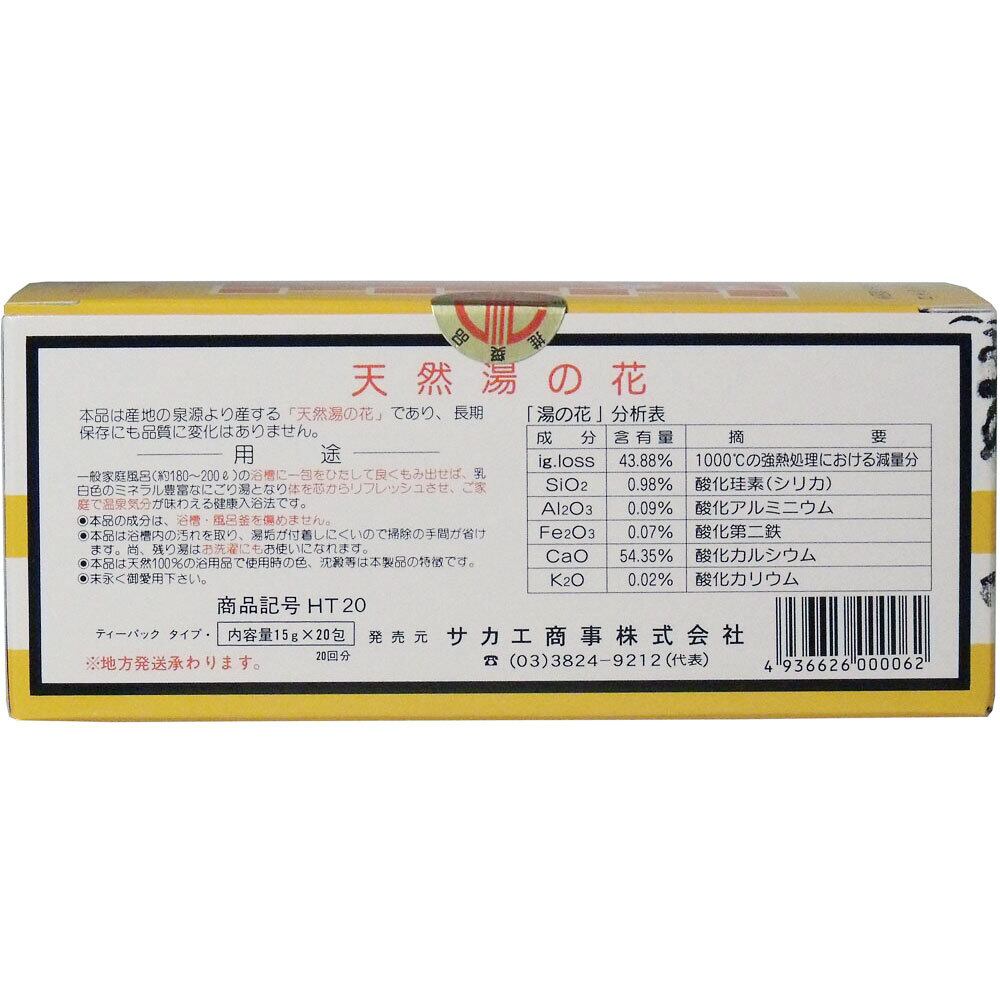 推奨品
天然湯の花
本品は産地の泉源より産する「天然湯の花」であり、長期
保存にも品質に変化はありません。
用途
一般家庭風呂(約180〜200ℓ)の浴槽に一包をひたして良くもみ出せば、乳
白色のミネラル豊富なにごり湯となり体を芯からリフレッシュさせ、ご家
庭で温泉気分が味わえる健康入浴法です。
●本品の成分は、浴槽・風呂釜を傷めません。
●本品は浴槽内の汚れを取り、湯垢が付着しにくいので掃除の手間が省け
ます。尚、残り湯はお洗濯にもお使いになれます。
●本品は天然100%の浴用品で使用時の色、沈澱等は本製品の特徴です。
●末永く御愛用下さい。
商品記号 HT20
ティーバック タイプ・ 内容量15g×20包
20回分
※地方発送承わります。
「湯の花」分析表
成分 含有量 摘要
ig.loss 43.88% 1000℃の強熱処理における減量分
SiO2 0.98% 酸化珪素(シリカ)
Al2O3 0.09% 酸化アルミニウム
Fe2O3 0.07% 酸化第二鉄
CaO 54.35% 酸化カルシウム
K2O 0.02% 酸化カリウム
発売元 サカエ商事株式会社
☎(03)3824-9212(代表)
4 936626 000062